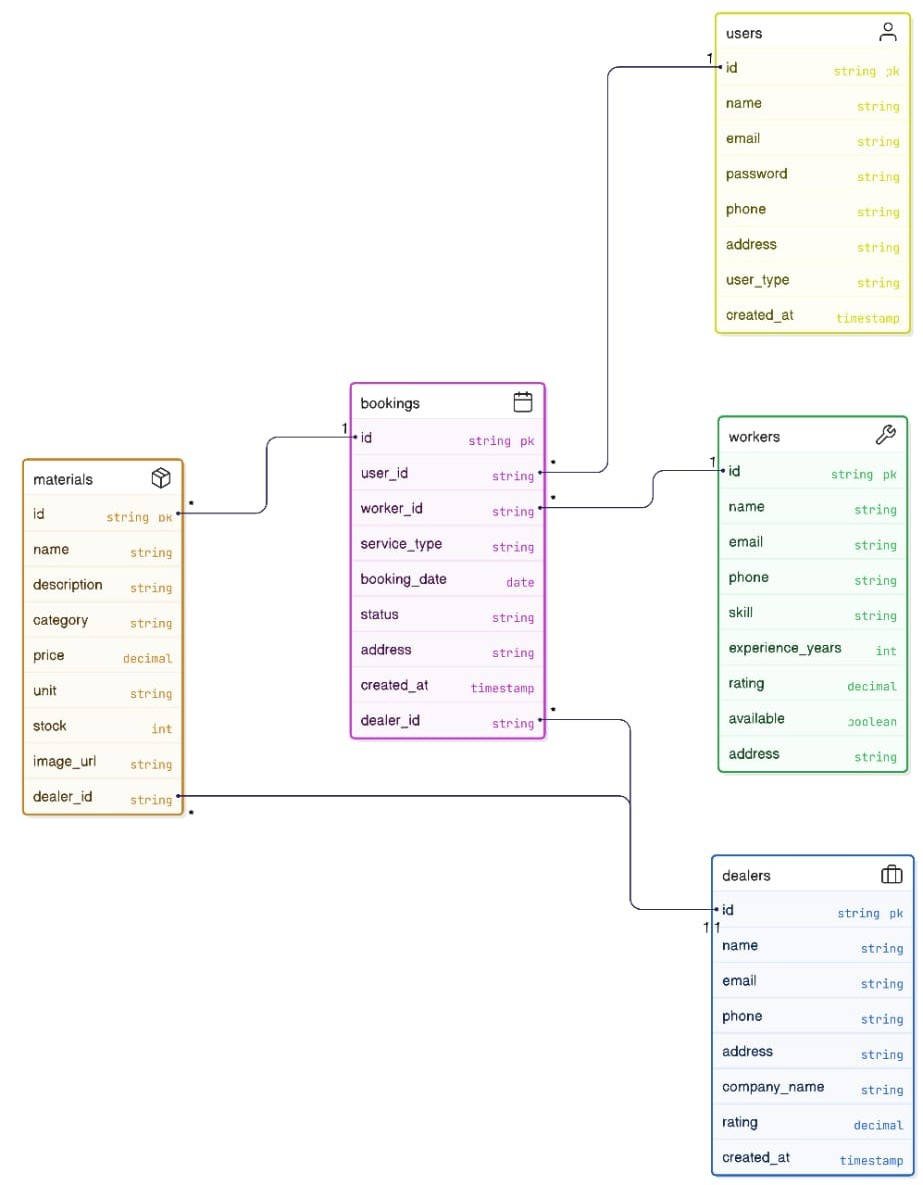 users
1
id string pk
name string
email string
password string
phone string
address string
user_type string
created_at timestamp
bookings
1
id string pk
user_id string *
worker_id string *
service_type string
booking_date date
status string
address string
created_at timestamp
dealer_id string *
workers
1
id string pk
name string
email string
phone string
skill string
experience_years int
rating decimal
available boolean
address string
materials
id string pk *
name string
description string
category string
price decimal
unit string
stock int
image_url string
dealer_id string
*
dealers
id string pk
1 1
name string
email string
phone string
address string
company_name string
rating decimal
created_at timestamp